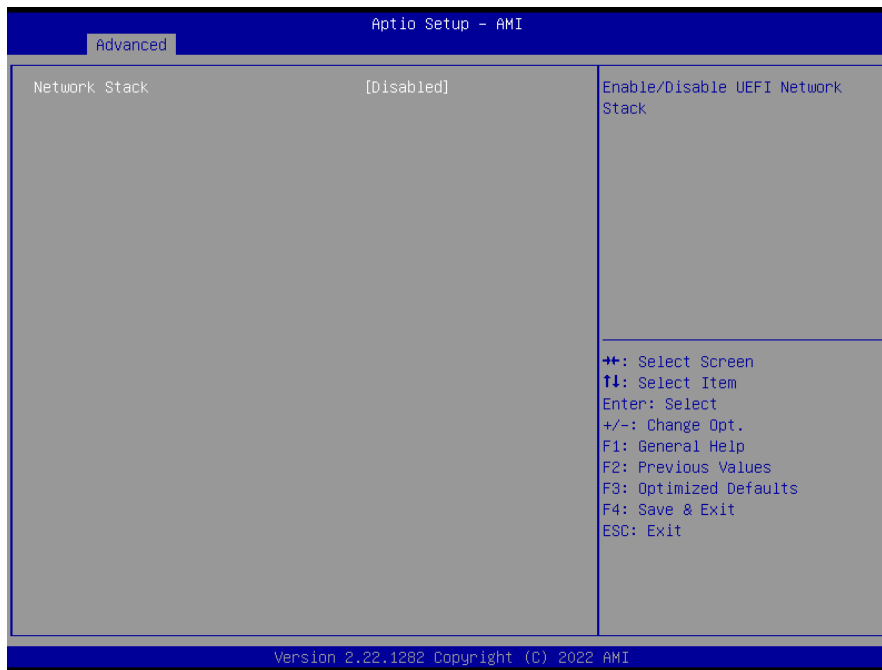 Aptio Setup – AMI
Advanced
Network Stack [Disabled]
Enable/Disable UEFI Network
Stack
→←: Select Screen
↑↓: Select Item
Enter: Select
+/-: Change Opt.
F1: General Help
F2: Previous Values
F3: Optimized Defaults
F4: Save & Exit
ESC: Exit
Version 2.22.1282 Copyright (C) 2022 AMI